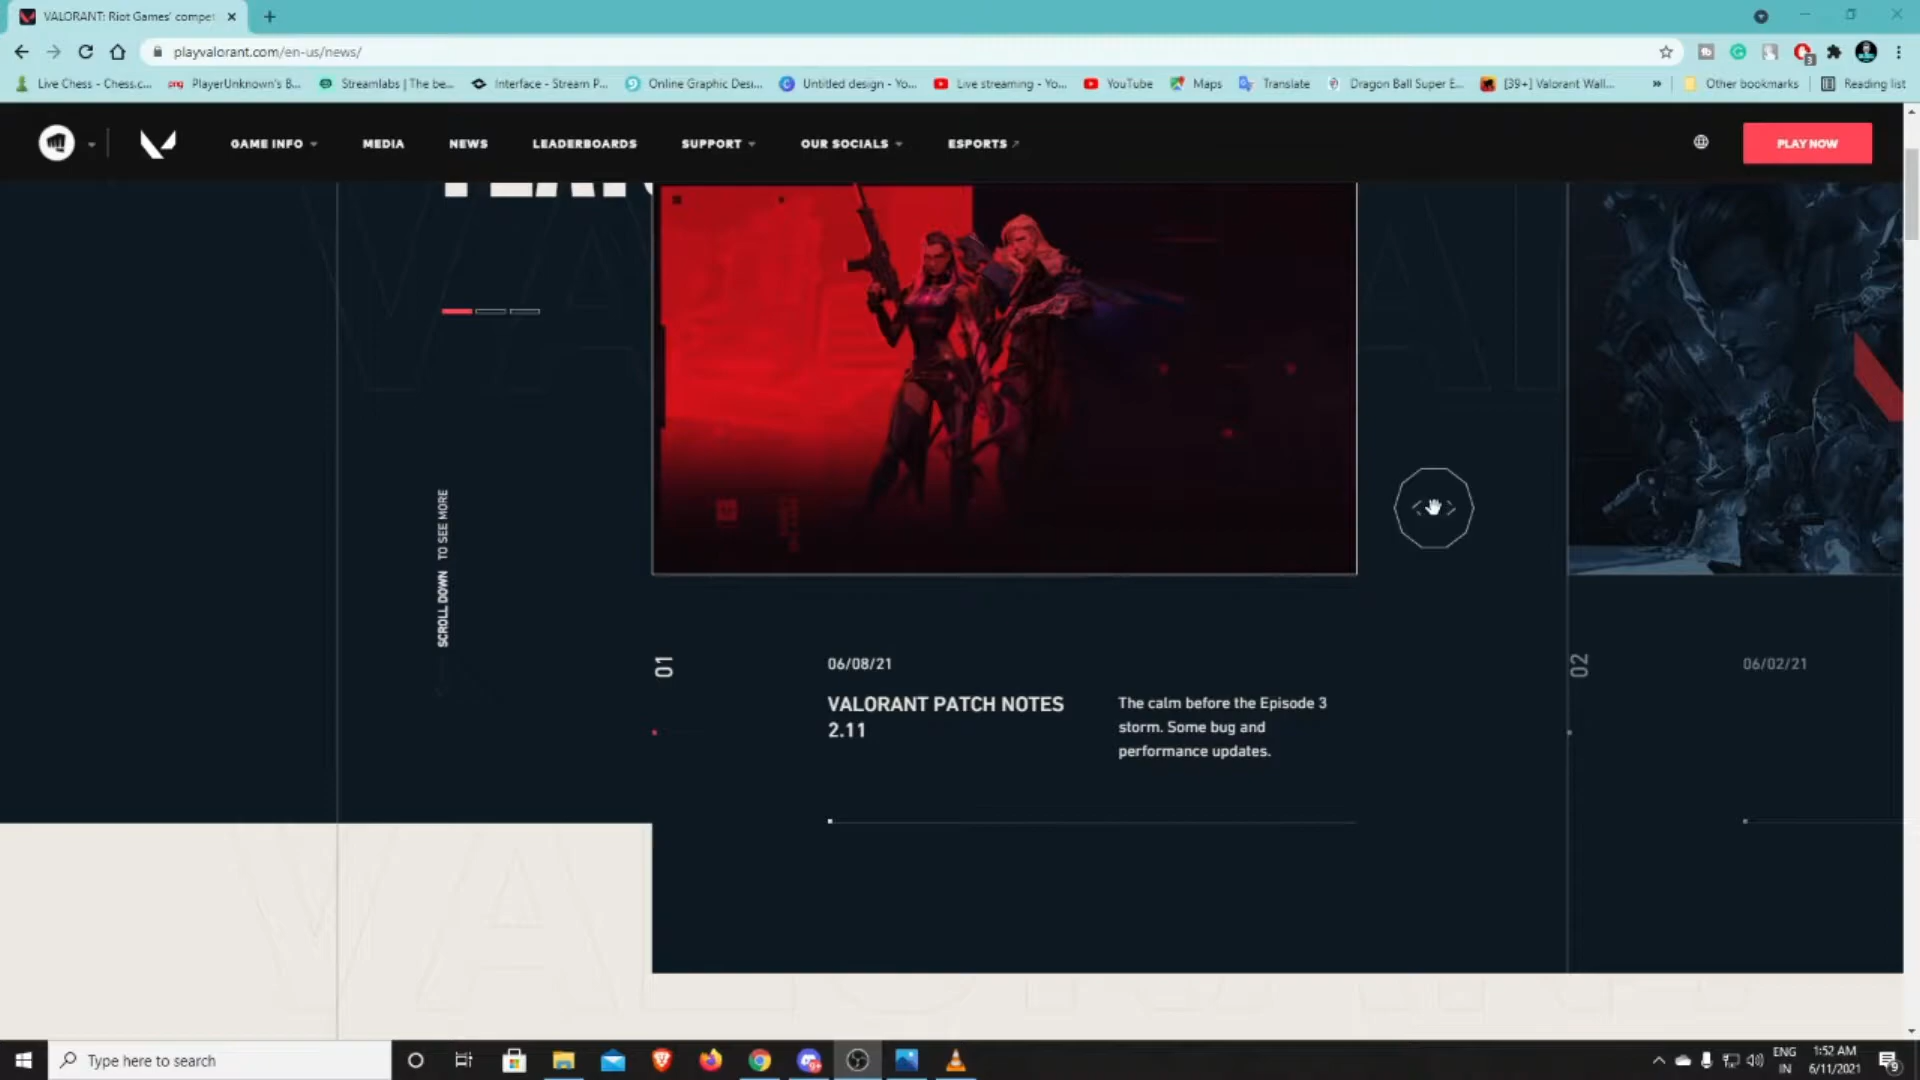 VALORANT: Riot Games' compet
playvalorant.com/en-us/news/
Live Chess - Chess.c...
PlayerUnknown's B...
Streamlabs | The be...
Interface - Stream P...
Online Graphic Desi...
Untitled design - Yo...
Live streaming - Yo...
YouTube
Maps
Translate
Dragon Ball Super E...
[39+] Valorant Wall...
»
Other bookmarks
Reading list
GAME INFO
MEDIA
NEWS
LEADERBOARDS
SUPPORT
OUR SOCIALS
ESPORTS
PLAY NOW
SCROLL DOWN TO SEE MORE
01
06/08/21
VALORANT PATCH NOTES
2.11
The calm before the Episode 3
storm. Some bug and
performance updates.
02
06/02/21
Type here to search
ENG
IN
1:52 AM
6/11/2021